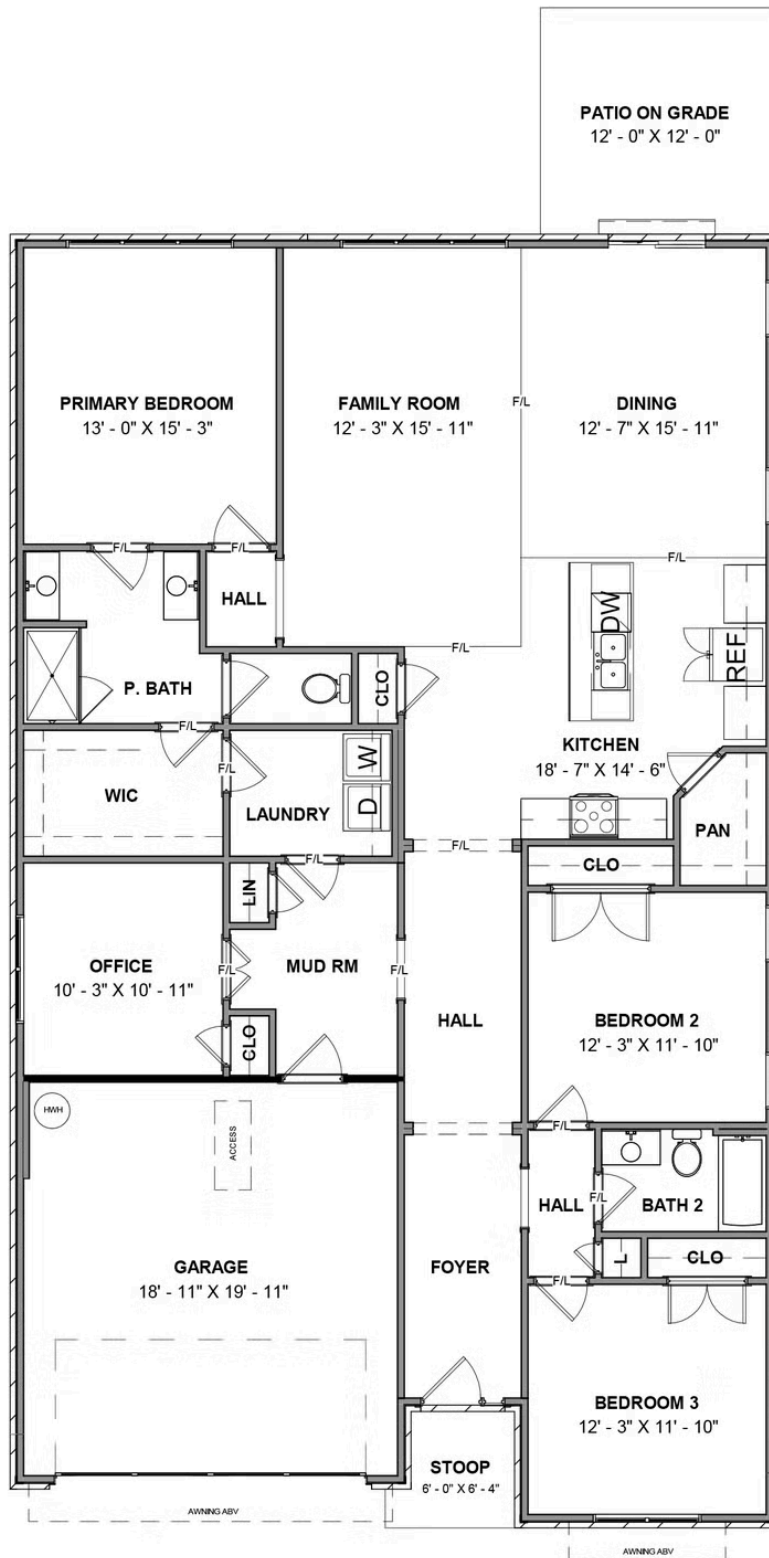 PATIO ON GRADE
12' - 0" X 12' - 0"
PRIMARY BEDROOM
13' - 0" X 15' - 3"
FAMILY ROOM
12' - 3" X 15' - 11"
F/L
DINING
12' - 7" X 15' - 11"
F/L
F/L
F/L
HALL
DW
REF
F/L
P. BATH
CLO
F/L
KITCHEN
18' - 7" X 14' - 6"
WIC
F/L
LAUNDRY
W
D
PAN
F/L
F/L
CLO
LIN
OFFICE
10' - 3" X 10' - 11"
F/L
MUD RM
F/L
CLO
HALL
BEDROOM 2
12' - 3" X 11' - 10"
HWH
ACCESS
F/L
HALL
F/L
BATH 2
GARAGE
18' - 11" X 19' - 11"
FOYER
L
CLO
F/L
BEDROOM 3
12' - 3" X 11' - 10"
STOOP
6' - 0" X 6' - 4"
AWNING ABV
AWNING ABV